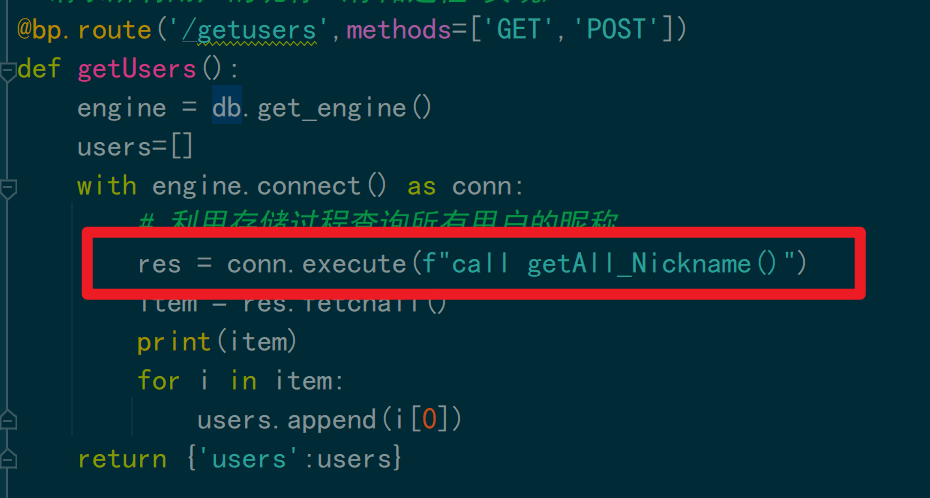 @bp.route('/getusers',methods=['GET','POST'])
def getUsers():
    engine = db.get_engine()
    users=[]
    with engine.connect() as conn:
        # 利用存储过程查询所有用户的昵称
        res = conn.execute(f"call getAll_Nickname()")
        item = res.fetchall()
        print(item)
        for i in item:
            users.append(i[0])
    return {'users':users}